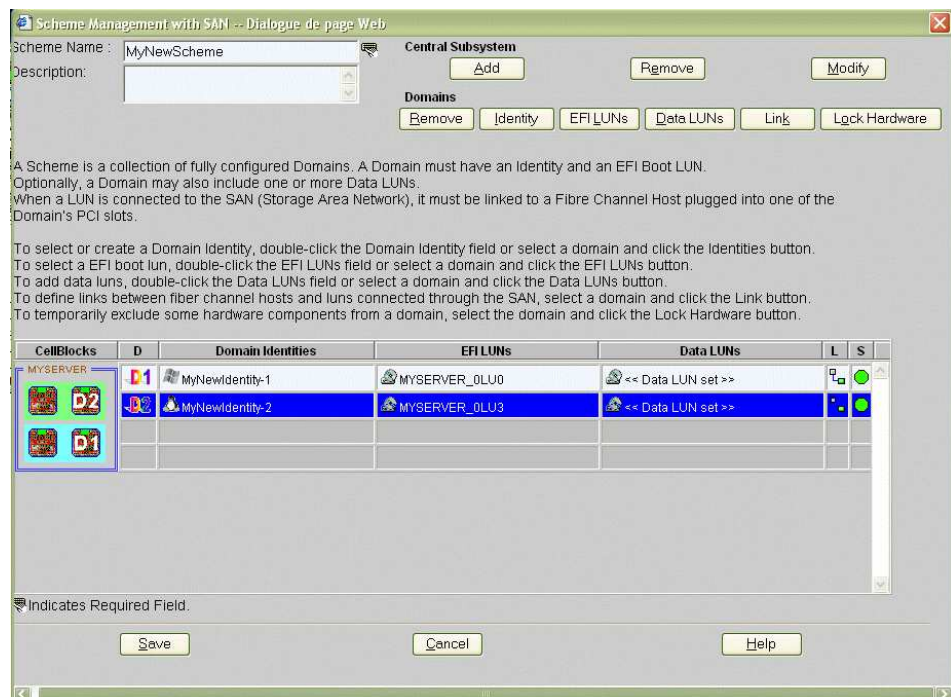 Scheme Management with SAN -- Dialogue de page Web
Scheme Name : MyNewScheme
Central Subsystem
Add Remove Modify
Description:
Domains
Remove Identity EFI LUNs Data LUNs Link Lock Hardware
A Scheme is a collection of fully configured Domains. A Domain must have an Identity and an EFI Boot LUN.
Optionally, a Domain may also include one or more Data LUNs.
When a LUN is connected to the SAN (Storage Area Network), it must be linked to a Fibre Channel Host plugged into one of the
Domain's PCI slots.
To select or create a Domain Identity, double-click the Domain Identity field or select a domain and click the Identities button.
To select a EFI boot lun, double-click the EFI LUNs field or select a domain and click the EFI LUNs button.
To add data luns, double-click the Data LUNs field or select a domain and click the Data LUNs button.
To define links between fiber channel hosts and luns connected through the SAN, select a domain and click the Link button.
To temporarily exclude some hardware components from a domain, select the domain and click the Lock Hardware button.
CellBlocks D Domain Identities EFI LUNs Data LUNs L S
MYSERVER
D1 MyNewIdentity-1 MYSERVER_0LU0 << Data LUN set >>
D2 MyNewIdentity-2 MYSERVER_0LU3 << Data LUN set >>
D2
D1
Indicates Required Field.
Save Cancel Help